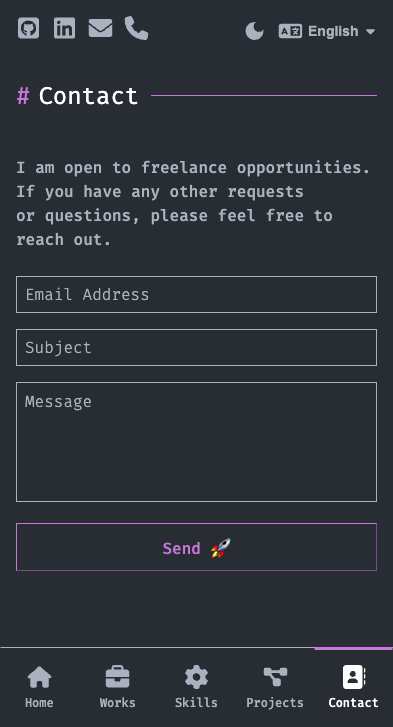 English
# Contact
I am open to freelance opportunities.
If you have any other requests
or questions, please feel free to
reach out.
Email Address
Subject
Message
Send 🚀
Home
Works
Skills
Projects
Contact